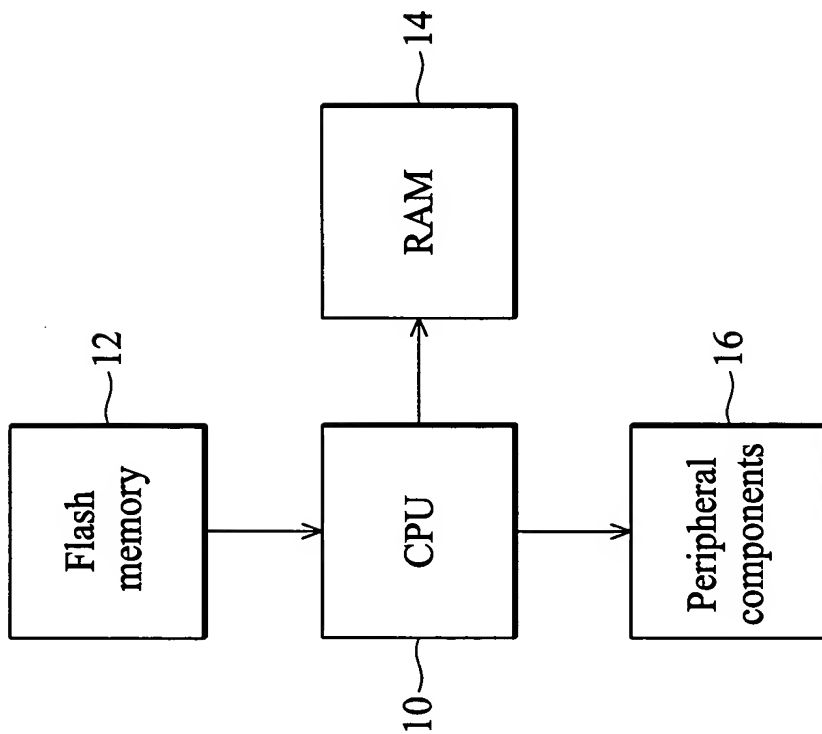 Flash
memory
12
10
CPU
RAM
14
Peripheral
components
16